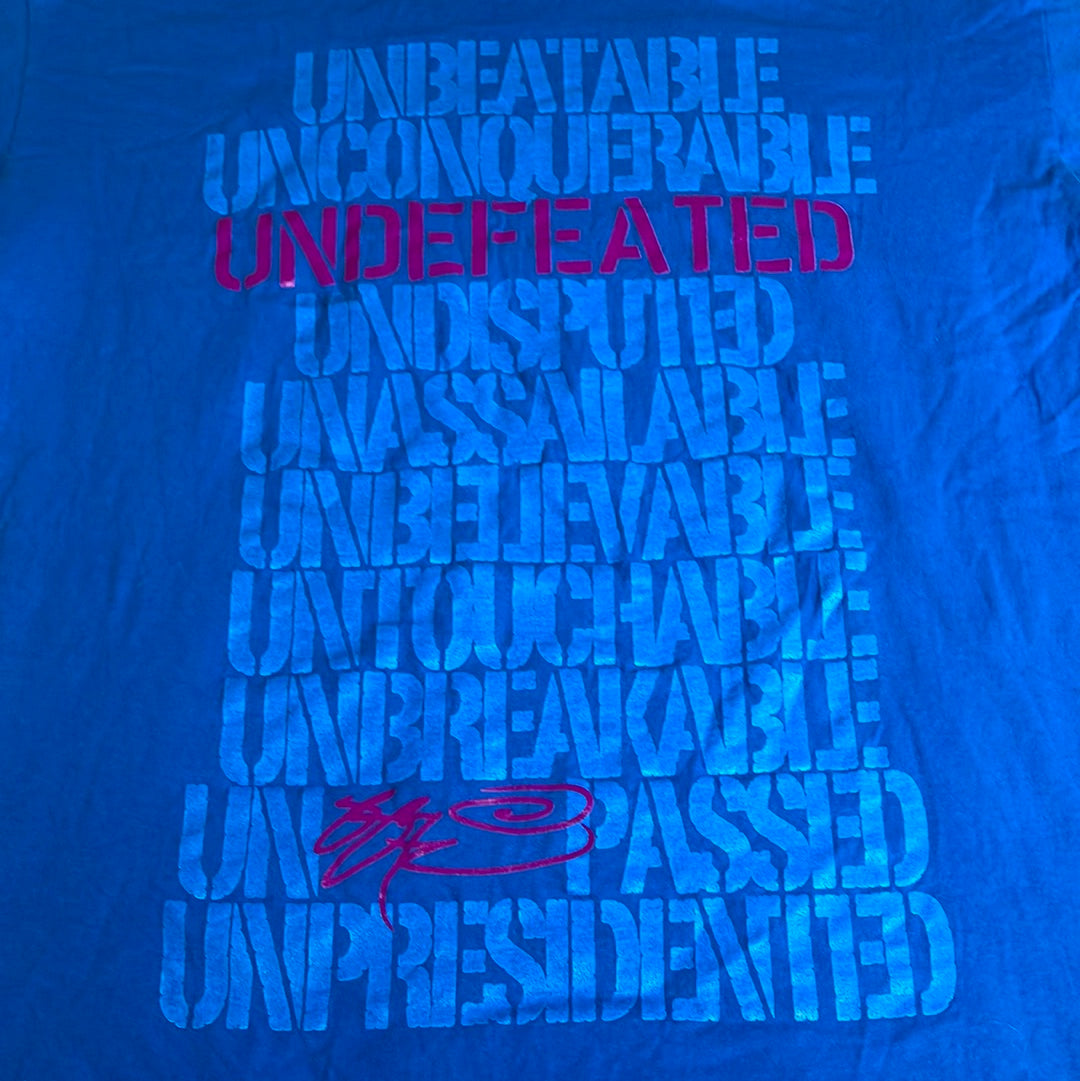 UNBEATABLE
UNCONQUERABLE
UNDEFEATED
UNDISPUTED
UNASSAILABLE
UNBELIEVABLE
UNTOUCHABLE
UNBREAKABLE
UN PASSED
UNPRESIDENTED